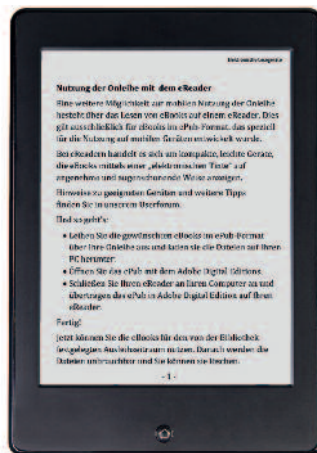 Nutzung der Onleihe mit dem eReader
Eine weitere Möglichkeit zur mobilen Nutzung der Onleihe
besteht über das Lesen von eBooks auf einem eReader. Dies
gilt ausschließlich für eBooks im ePub-Format, das speziell
für die Nutzung auf mobilen Geräten entwickelt wurde.
Bei eReadern handelt es sich um kompakte, leichte Geräte,
die eBooks mittels einer „elektronischen Tinte“ auf
angenehme und augenschonende Weise anzeigen.
Hinweise zu geeigneten Geräten und weitere Tipps
finden Sie in unserem Userforum.
Und so geht's:
• Leihen Sie die gewünschten eBooks im ePub-Format
über Ihre Onleihe aus und laden sie die Dateien auf Ihren
PC herunter.
• Öffnen Sie das ePub mit dem Adobe Digital Editions.
• Schließen Sie Ihren eReader an Ihren Computer an und
übertragen das ePub in Adobe Digital Edition auf Ihren
eReader.
Fertig!
Jetzt können Sie die eBooks für den von der Bibliothek
festgelegten Ausleihzeitraum nutzen. Danach werden die
Dateien unbrauchbar und Sie können sie löschen.
- 1 -